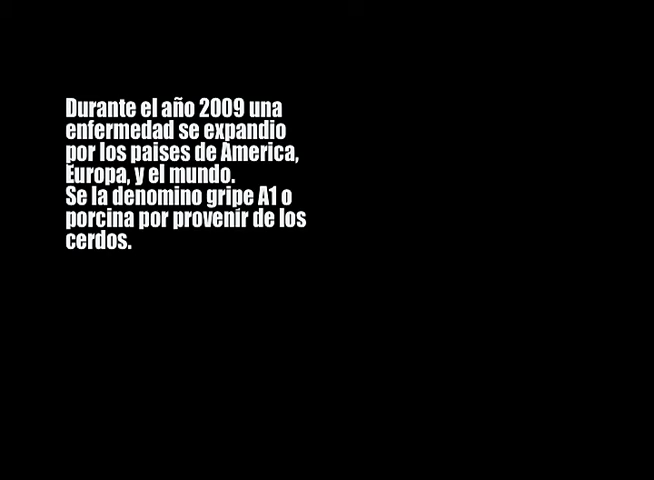 Durante el año 2009 una
enfermedad se expandio
por los paises de America,
Europa, y el mundo.
Se la denomino gripe A1 o
porcina por provenir de los
cerdos.